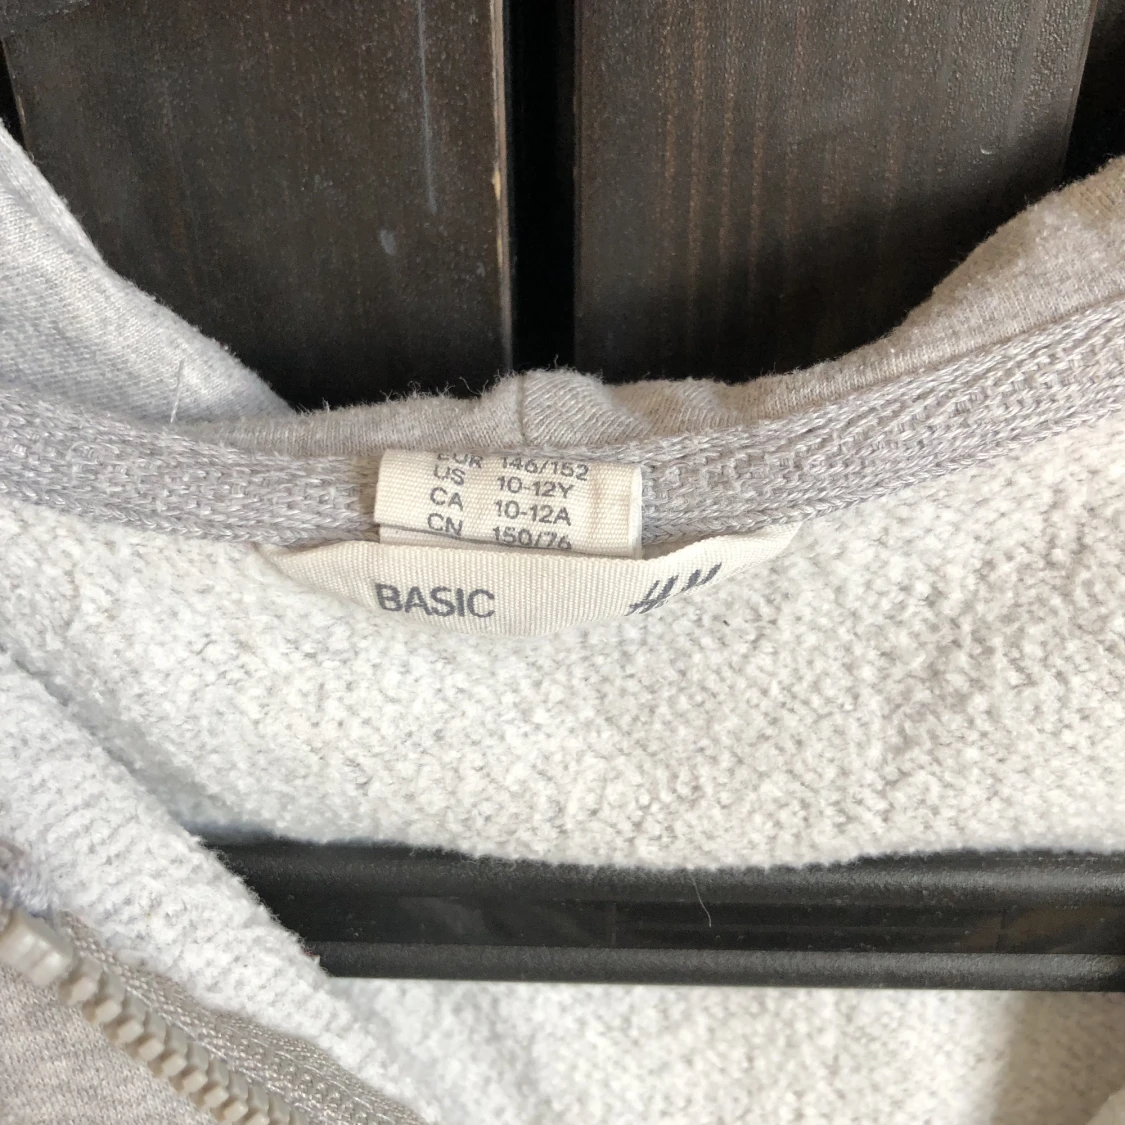 EUR 146/152
US 10-12Y
CA 10-12A
CN 150/76
BASIC H&M